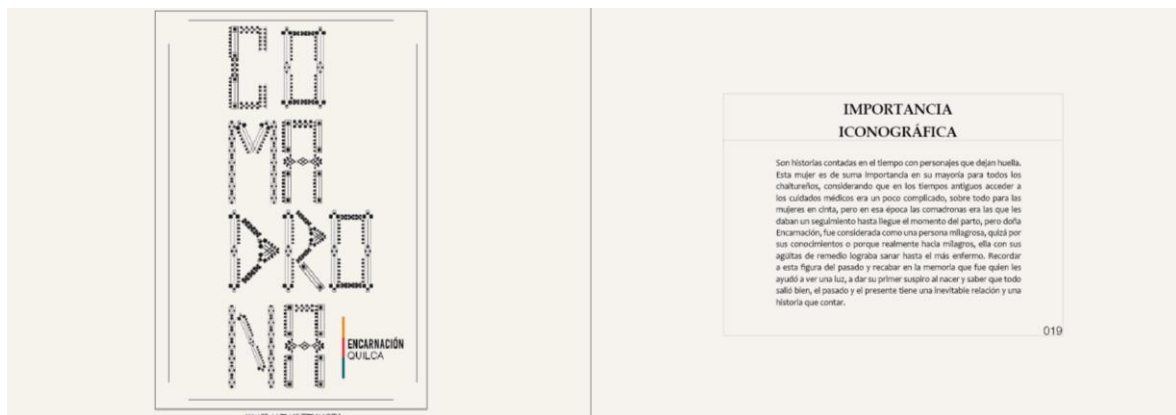 CO
MA
DRO
NA
ENCARNACIÓN
QUILCA
IMPORTANCIA
ICONOGRÁFICA
Son historias contadas en el tiempo con personajes que dejan huella.
Esta mujer es de suma importancia en su mayoría para todos los
chaltureños, considerando que en los tiempos antiguos acceder a
los cuidados médicos era un poco complicado, sobre todo para las
mujeres en cinta, pero en esa época las comadronas eran las que les
daban un seguimiento hasta llegue el momento del parto, pero doña
Encarnación, fue considerada como una persona milagrosa, quizá por
sus conocimientos o porque realmente hacia milagros, ella con sus
agüitas de remedio lograba sanar hasta el más enfermo. Recordar
a esta figura del pasado y recabar en la memoria que fue quien les
ayudó a ver una luz, a dar su primer suspiro al nacer y saber que todo
salió bien, el pasado y el presente tiene una inevitable relación y una
historia que contar.
019